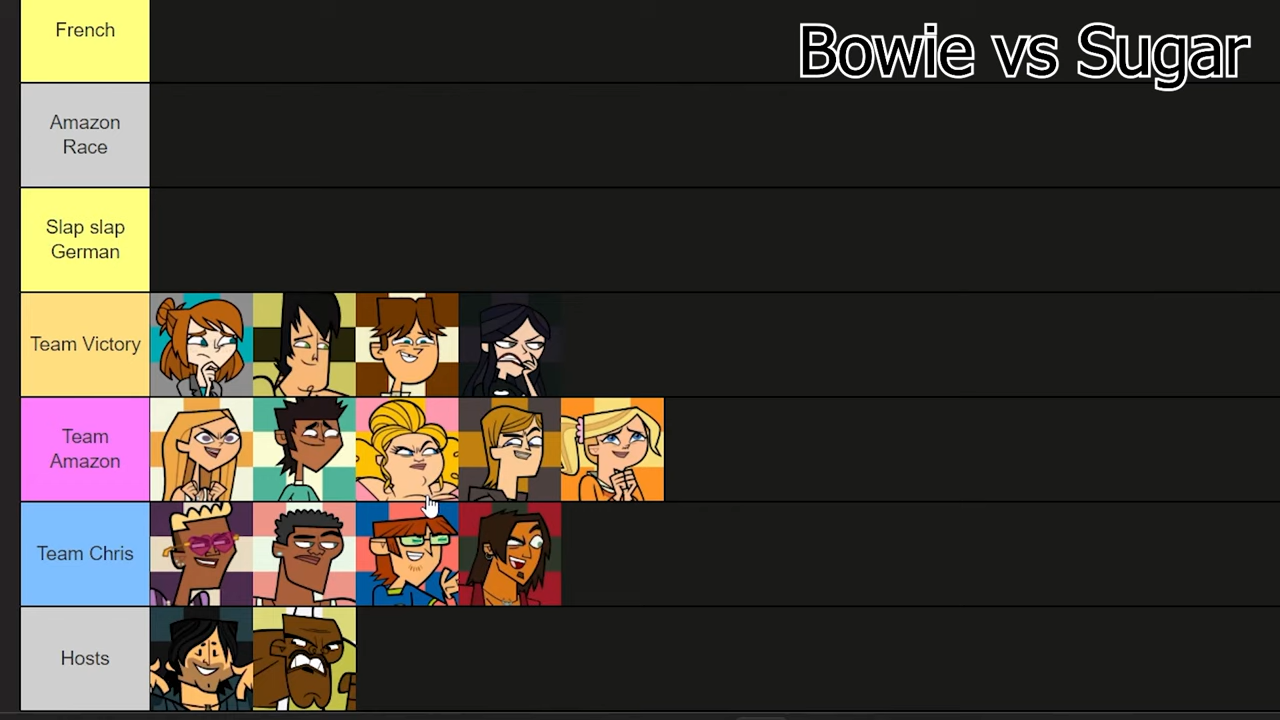 French
Bowie vs Sugar
Amazon
Race
Slap slap
German
Team Victory
Team
Amazon
Team Chris
Hosts